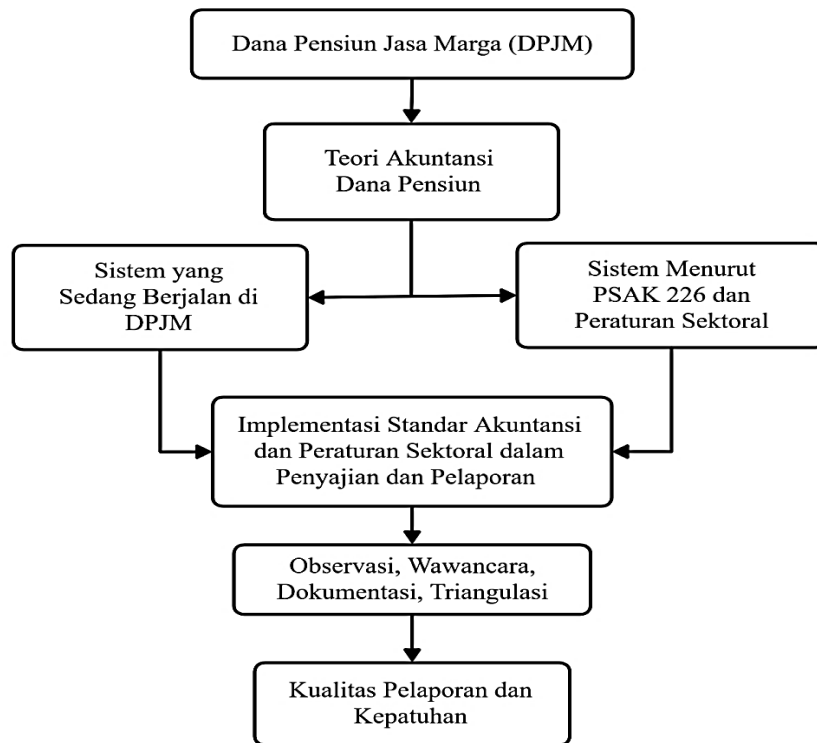 Dana Pensiun Jasa Marga (DPJM)
Teori Akuntansi
Dana Pensiun
Sistem yang
Sedang Berjalan di
DPJM
Sistem Menurut
PSAK 226 dan
Peraturan Sektoral
Implementasi Standar Akuntansi
dan Peraturan Sektoral dalam
Penyajian dan Pelaporan
Observasi, Wawancara,
Dokumentasi, Triangulasi
Kualitas Pelaporan dan
Kepatuhan